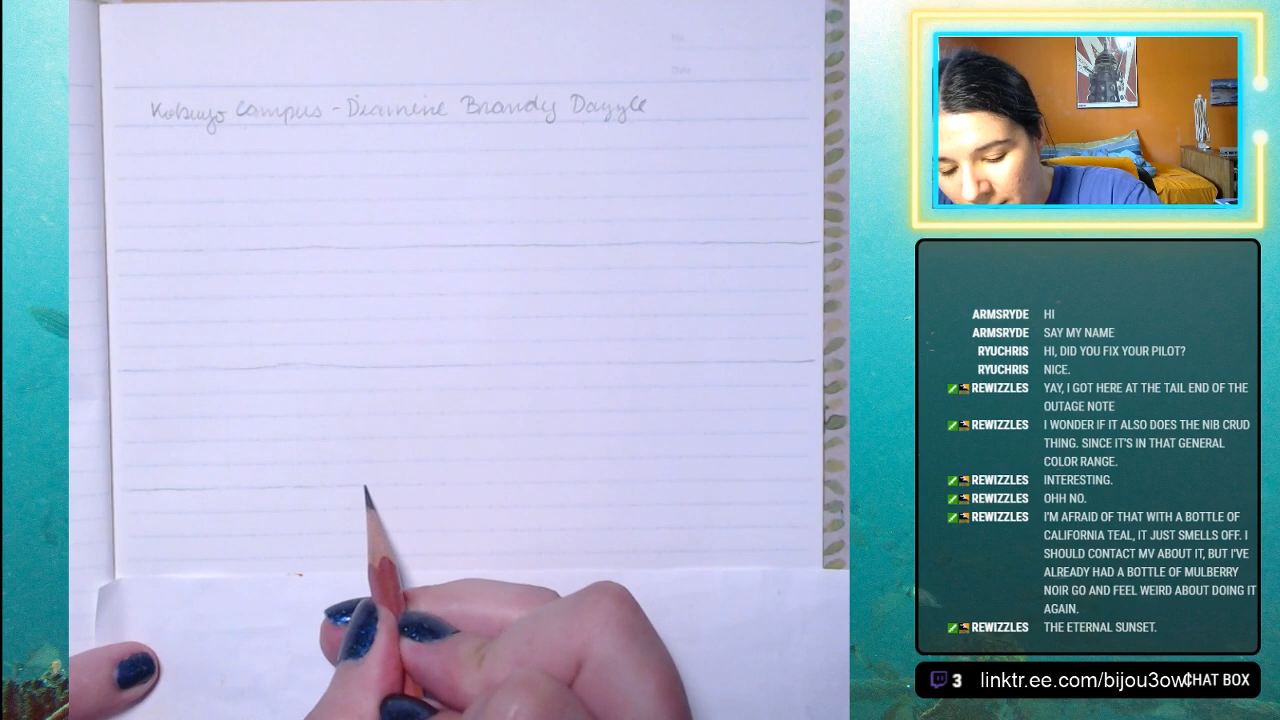 Kobuyo Campus - Diamine Brandy Dazzle
ARMSRYDE HI
ARMSRYDE SAY MY NAME
RYUCHRIS HI, DID YOU FIX YOUR PILOT?
RYUCHRIS NICE.
REWIZZLES YAY, I GOT HERE AT THE TAIL END OF THE
OUTAGE NOTE
REWIZZLES I WONDER IF IT ALSO DOES THE NIB CRUD
THING. SINCE IT'S IN THAT GENERAL
COLOR RANGE.
REWIZZLES INTERESTING.
REWIZZLES OHH NO.
REWIZZLES I'M AFRAID OF THAT WITH A BOTTLE OF
CALIFORNIA TEAL, IT JUST SMELLS OFF. I
SHOULD CONTACT MV ABOUT IT, BUT I'VE
ALREADY HAD A BOTTLE OF MULBERRY
NOIR GO AND FEEL WEIRD ABOUT DOING IT
AGAIN.
REWIZZLES THE ETERNAL SUNSET.
3 linktr.ee.com/bijou3owl CHAT BOX